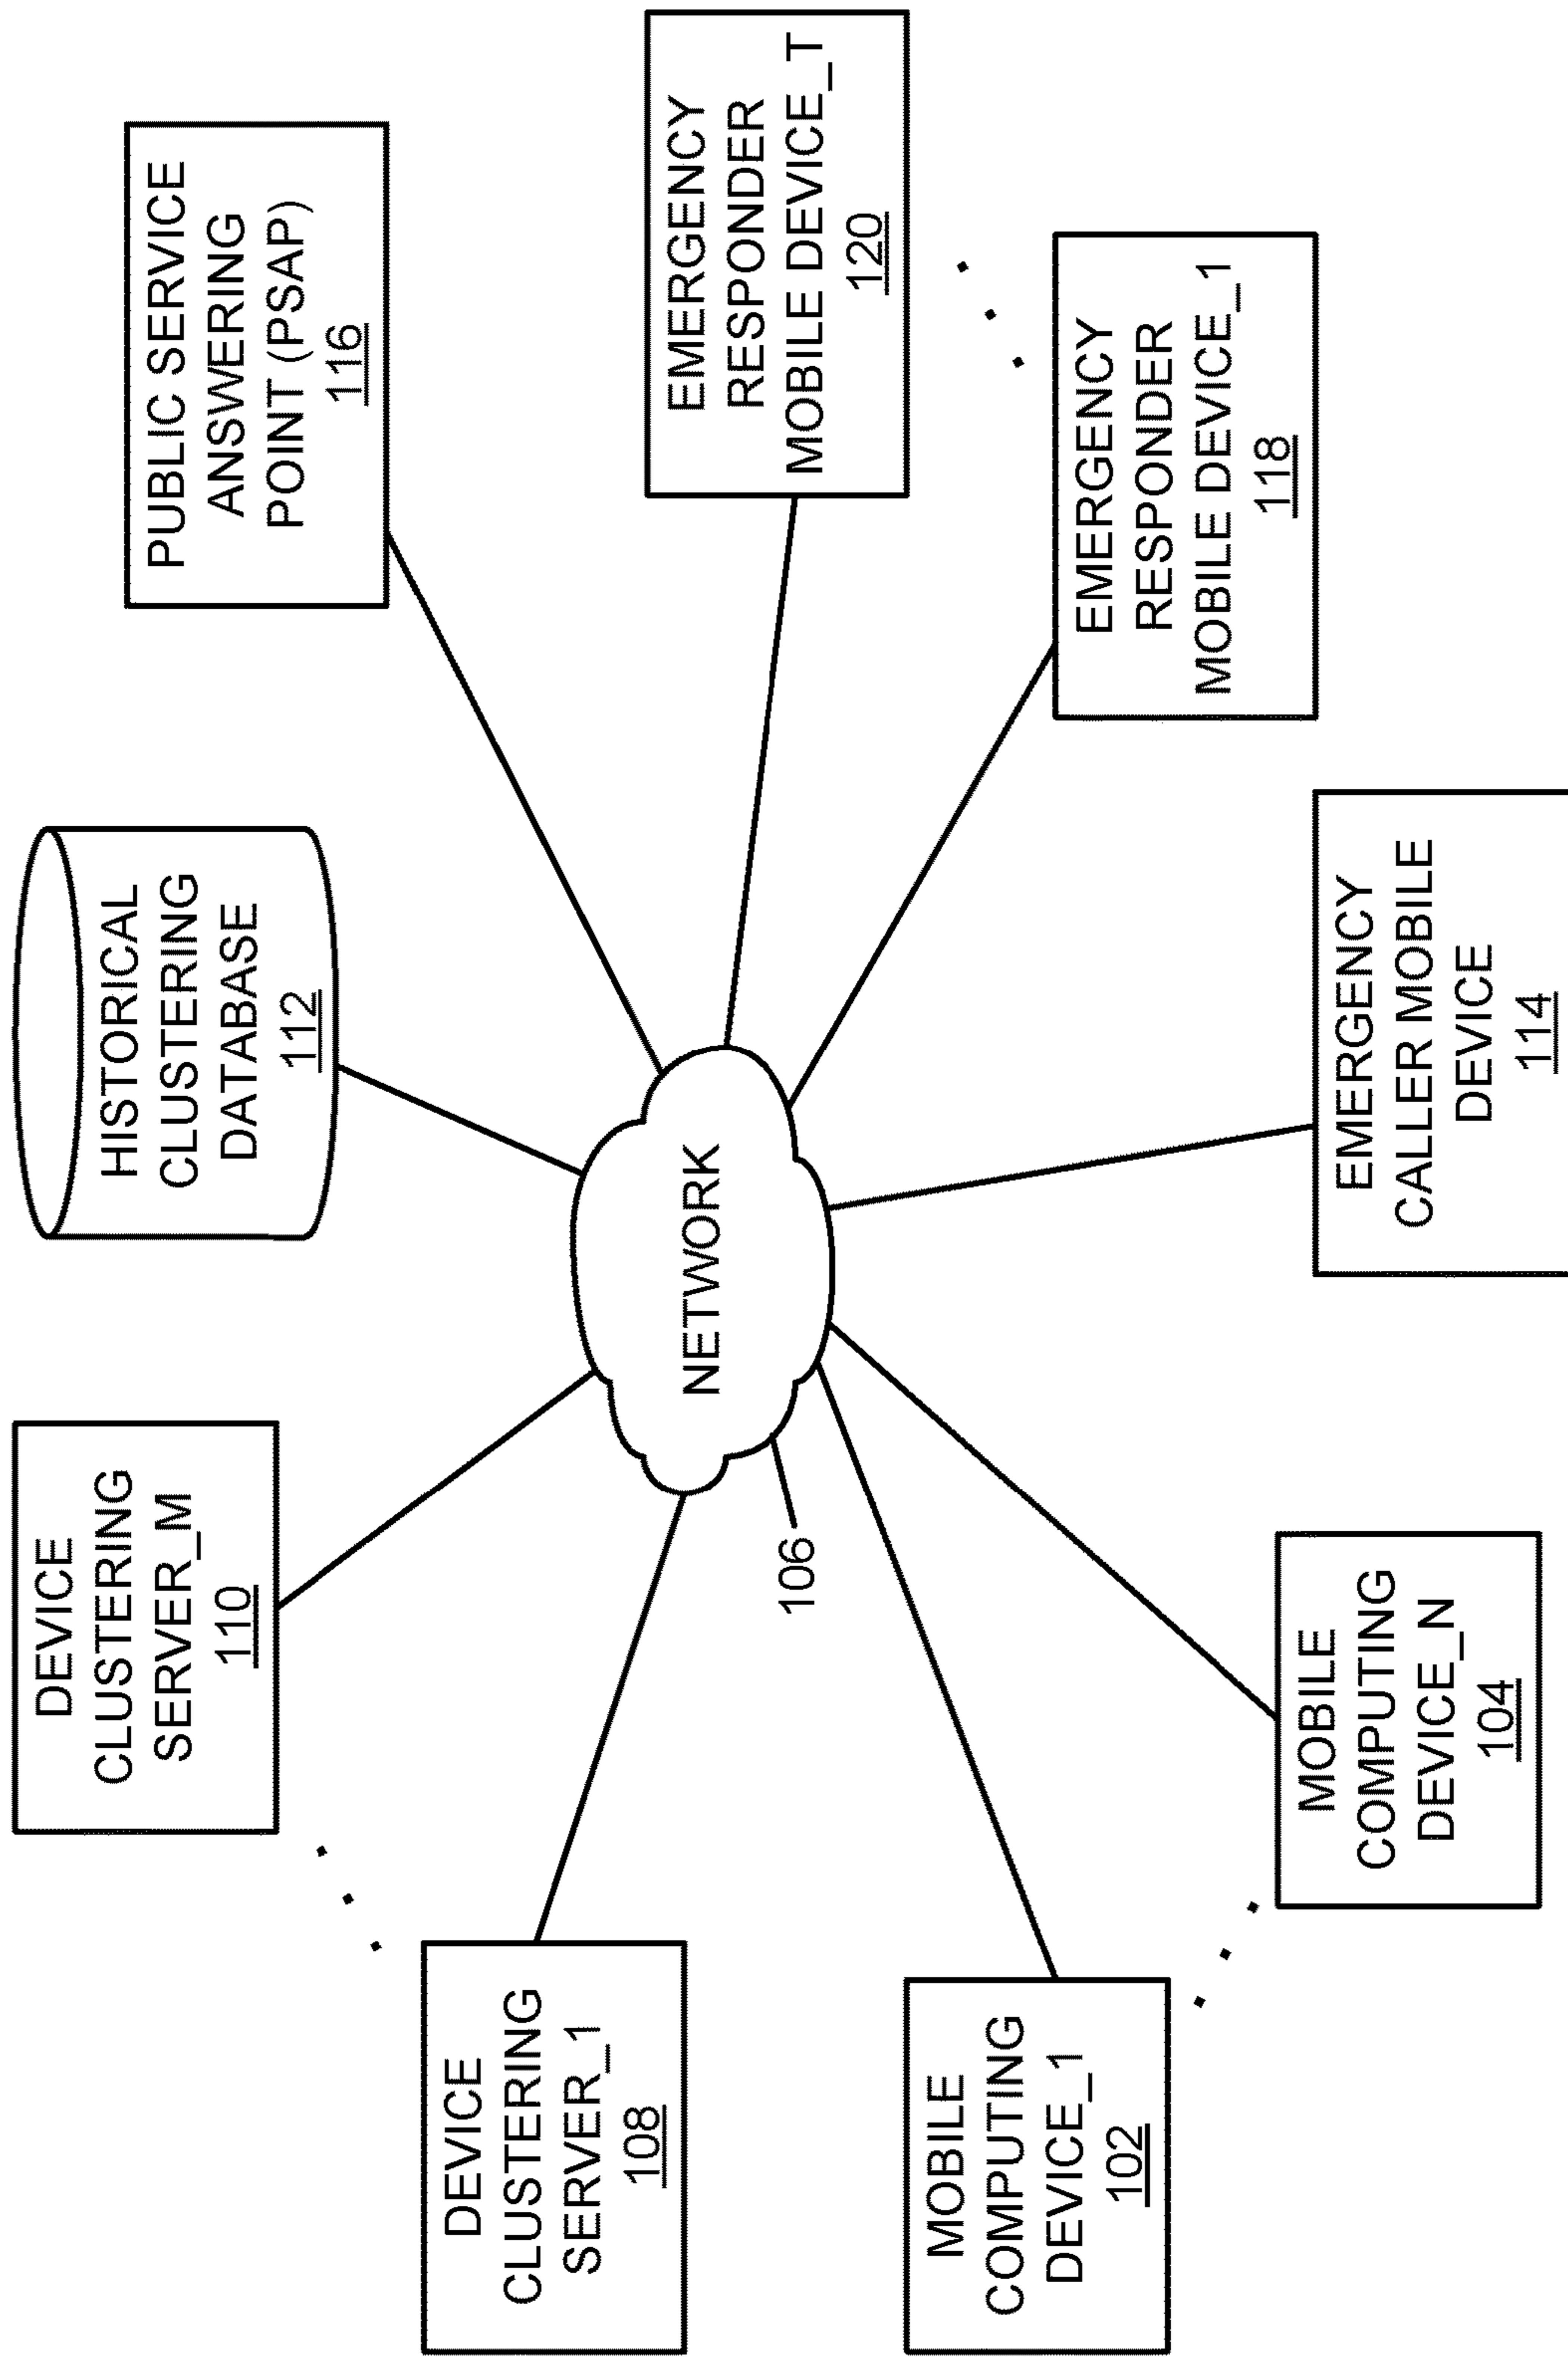 DEVICE
CLUSTERING
SERVER_1
108
DEVICE
CLUSTERING
SERVER_M
110
HISTORICAL
CLUSTERING
DATABASE
112
PUBLIC SERVICE
ANSWERING
POINT (PSAP)
116
NETWORK
106
EMERGENCY
RESPONDER
MOBILE DEVICE_T
120
MOBILE
COMPUTING
DEVICE_1
102
MOBILE
COMPUTING
DEVICE_N
104
EMERGENCY
CALLER MOBILE
DEVICE
114
EMERGENCY
RESPONDER
MOBILE DEVICE_1
118